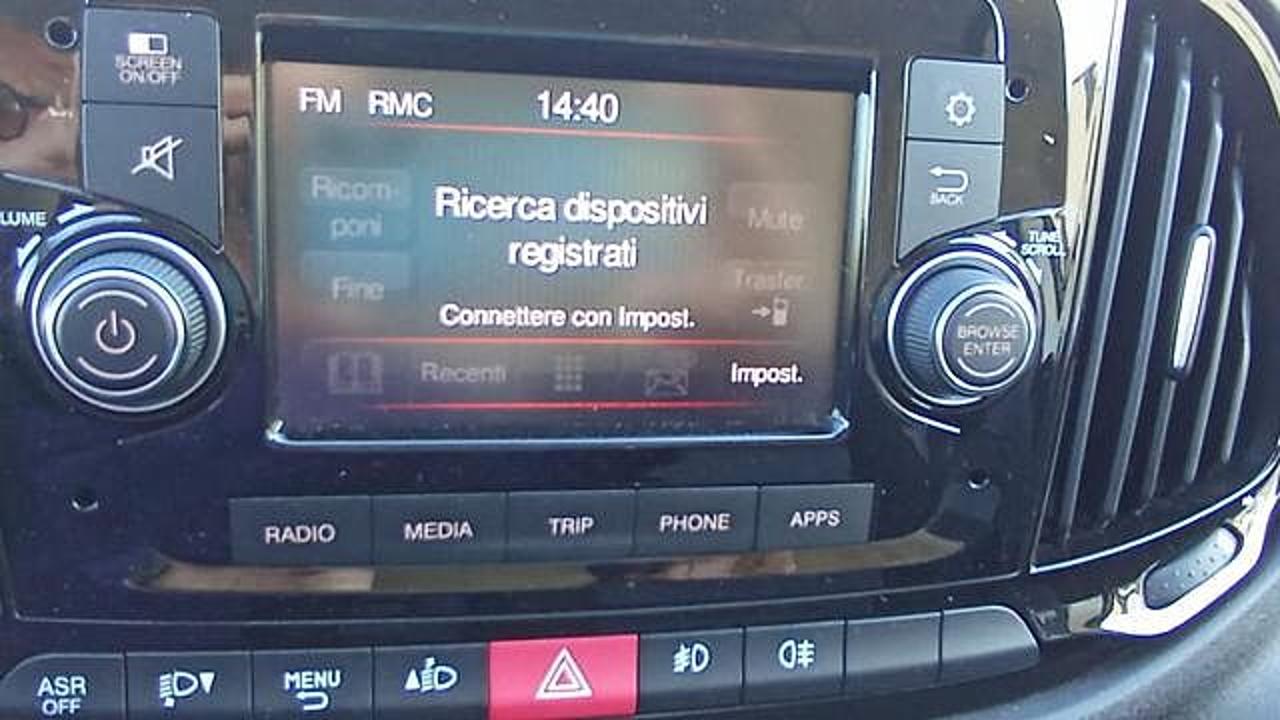 SCREEN
ON/OFF
FM RMC 14:40
Ricom-
poni
Ricerca dispositivi
registrati
Mute
Fine
Trasfer.
Connettere con Impost.
Recenti
Impost.
BACK
LUME
TUNE
SCROLL
BROWSE
ENTER
RADIO
MEDIA
TRIP
PHONE
APPS
ASR
OFF
MENU